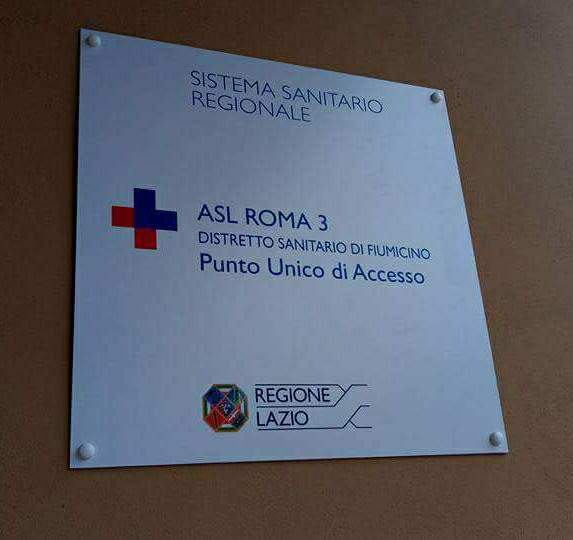 SISTEMA SANITARIO
REGIONALE
ASL ROMA 3
DISTRETTO SANITARIO DI FIUMICINO
Punto Unico di Accesso
REGIONE
LAZIO